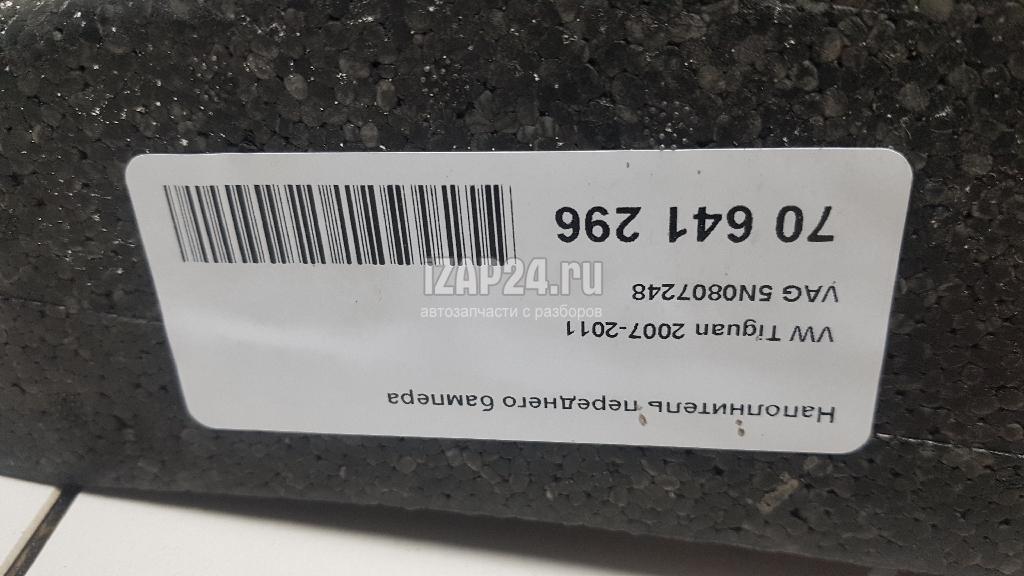 Наполнитель переднего бампера
VW Tiguan 2007-2011
VAG 5N0807248
70 641 296
iZAP24.ru
автозапчасти с разборов